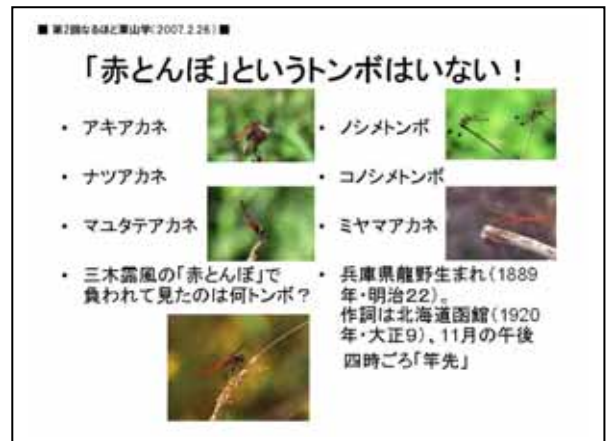 ■ 第2回なるほど栗山学（2007.2.26）■
「赤とんぼ」というトンボはいない！
・ アキアカネ
・ ナツアカネ
・ マユタテアカネ
・ 三木露風の「赤とんぼ」で
負われて見たのは何トンボ？
・ ノシメトンボ
・ コノシメトンボ
・ ミヤマアカネ
・ 兵庫県龍野生まれ（1889
年・明治22）。
作詞は北海道函館（1920
年・大正9）、11月の午後
四時ごろ「竿先」